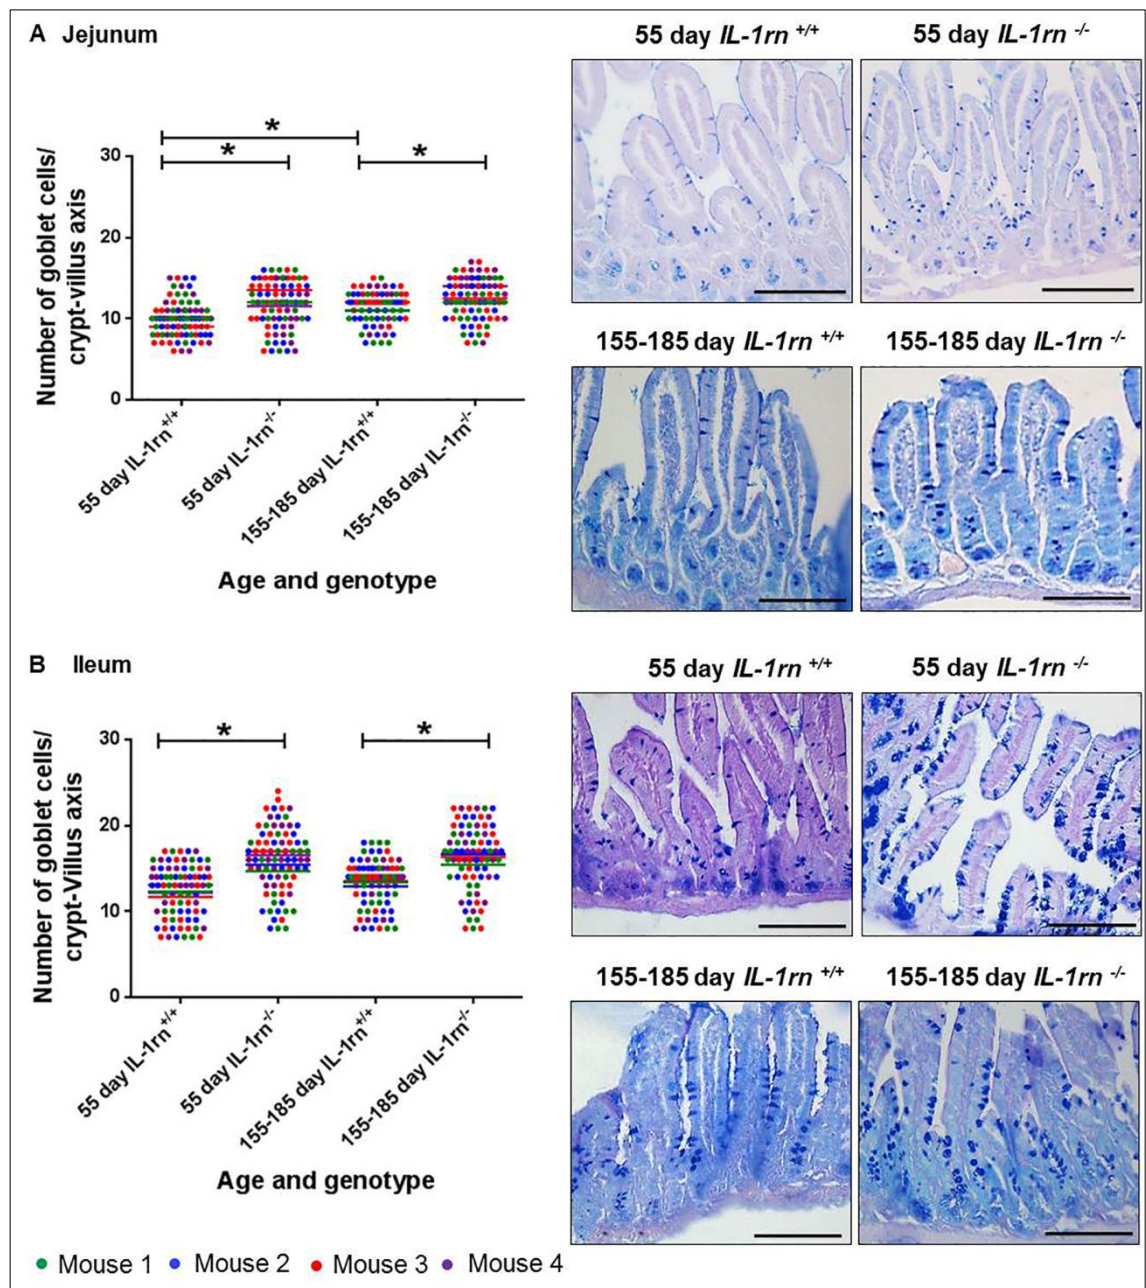 A Jejunum
55 day IL-1rn +/+
55 day IL-1rn -/-
*
*
*
Number of goblet cells/
crypt-villus axis
30
20
10
0
55 day IL-1rn+/+
55 day IL-1rn-/-
155-185 day IL-1rn+/+
155-185 day IL-1rn-/-
Age and genotype
155-185 day IL-1rn +/+
155-185 day IL-1rn -/-
B Ileum
55 day IL-1rn +/+
55 day IL-1rn -/-
*
*
Number of goblet cells/
crypt-Villus axis
30
20
10
0
55 day IL-1rn+/+
55 day IL-1rn-/-
155-185 day IL-1rn+/+
155-185 day IL-1rn-/-
Age and genotype
155-185 day IL-1rn +/+
155-185 day IL-1rn -/-
Mouse 1 Mouse 2 Mouse 3 Mouse 4